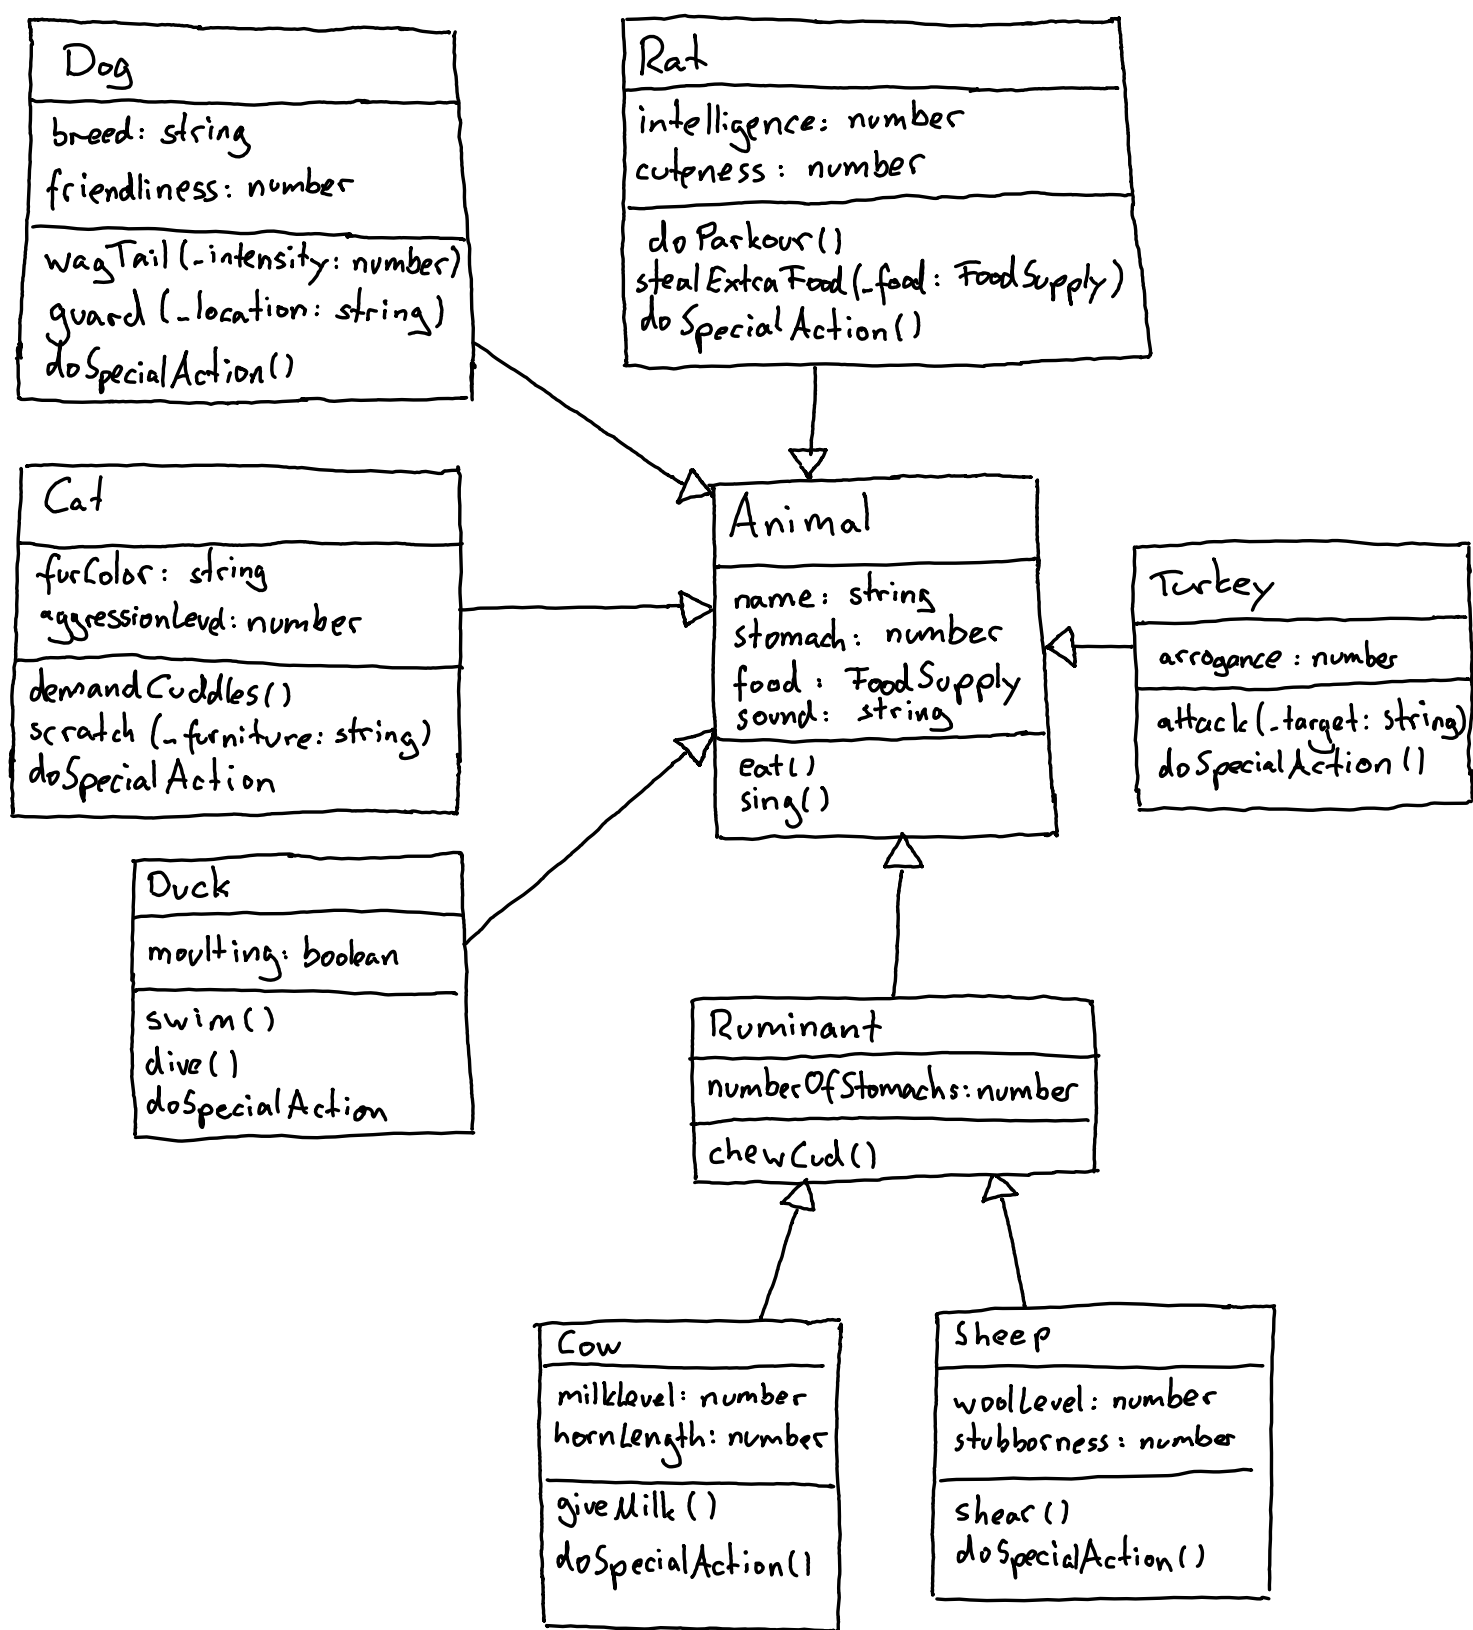 Dog
breed: string
friendliness: number
wagTail(_intensity: number)
guard (_location: string)
doSpecialAction()
Rat
intelligence: number
cuteness: number
doParkour()
stealExtraFood(_food: FoodSupply)
doSpecialAction()
Cat
furColor: string
aggressionLevel: number
demandCuddles()
scratch (_furniture: string)
doSpecialAction
Animal
name: string
stomach: number
food: FoodSupply
sound: string
eat()
sing()
Turkey
arrogance: number
attack(_target: string)
doSpecialAction()
Duck
moulting: boolean
swim()
dive()
doSpecialAction
Ruminant
numberOfStomachs: number
chewCud()
Cow
milkLevel: number
hornLength: number
giveMilk()
doSpecialAction()
Sheep
woolLevel: number
stubborness: number
shear()
doSpecialAction()